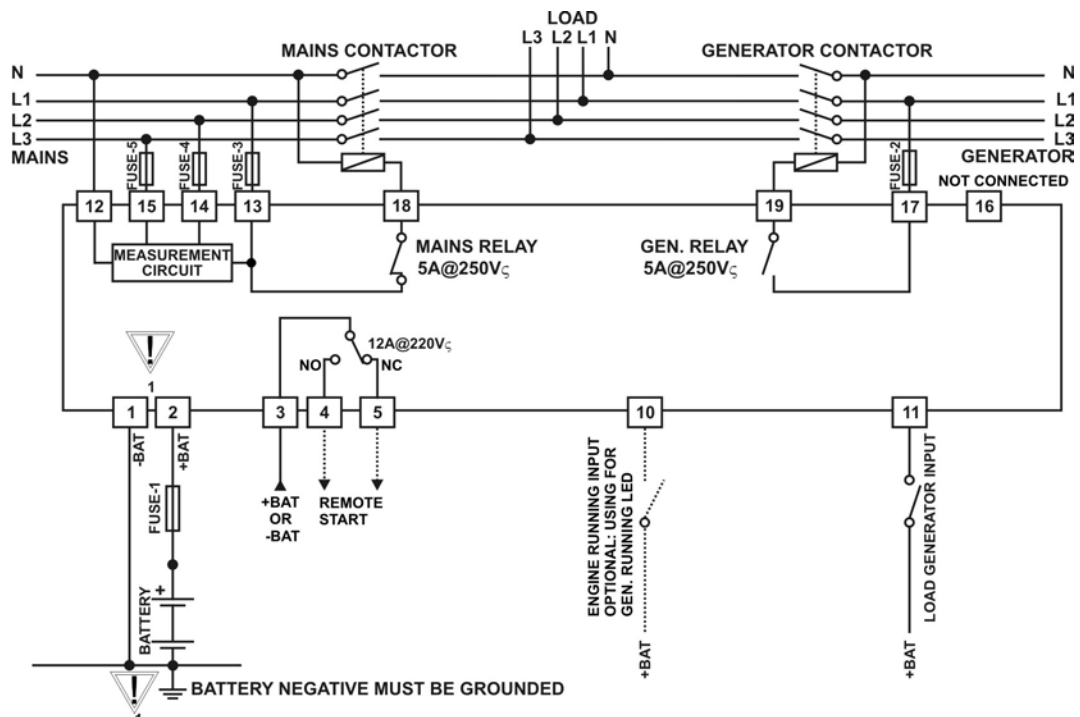 LOAD
L3 L2 L1 N
MAINS CONTACTOR
GENERATOR CONTACTOR
N
L1
L2
L3
MAINS
N
L1
L2
L3
GENERATOR
FUSE-5
FUSE-4
FUSE-3
FUSE-2
NOT CONNECTED
12
15
14
13
18
19
17
16
MEASUREMENT
CIRCUIT
MAINS RELAY
5A@250Vς
GEN. RELAY
5A@250Vς
!
1
12A@220Vς
NO
NC
1
2
3
4
5
10
11
-BAT
+BAT
FUSE-1
+BAT
OR
-BAT
REMOTE
START
ENGINE RUNNING INPUT
OPTIONAL: USING FOR
GEN. RUNNING LED
LOAD GENERATOR INPUT
BATTERY
+
+BAT
+BAT
BATTERY NEGATIVE MUST BE GROUNDED
!
1